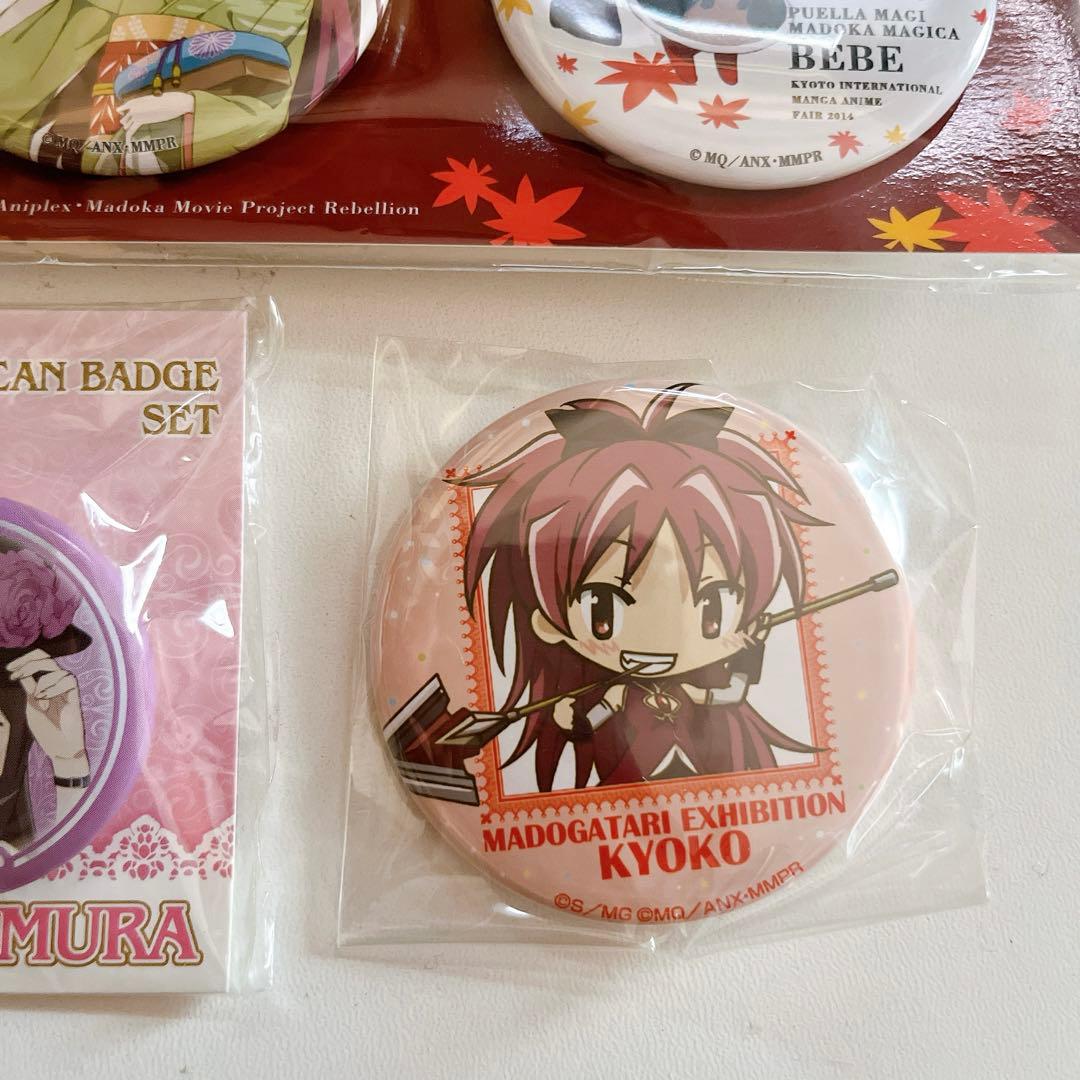 PUELLA MAGI
MADOKA MAGICA
BEBE
KYOTO INTERNATIONAL
MANGA ANIME
FAIR 2014
©MQ/ANX・MMPR
©MQ/ANX・MMPR
Aniplex・Madoka Movie Project Rebellion
CAN BADGE
SET
MURA
MADOGATARI EXHIBITION
KYOKO
©S/MG ©MQ/ANX・MMPR